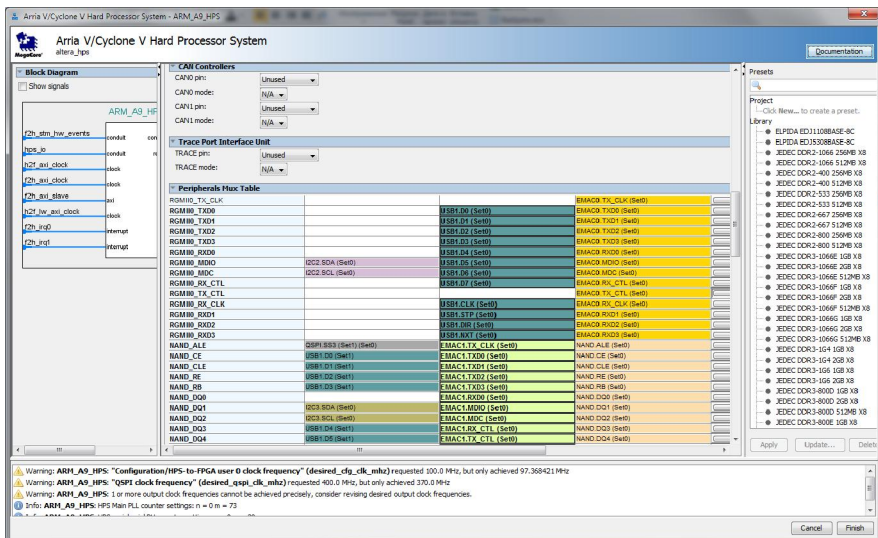 Arria V/Cyclone V Hard Processor System - ARM_A9_HPS
Arria V/Cyclone V Hard Processor System
altera_hps
MegaCore
Documentation
Block Diagram
Show signals
ARM_A9_HP
f2h_stm_hw_events
conduit
con
hps_io
conduit
h2f_axi_clock
clock
f2h_axi_clock
clock
f2h_axi_slave
axi
h2f_lw_axi_clock
clock
f2h_irq0
interrupt
f2h_irq1
interrupt
CAN Controllers
CAN0 pin: Unused
CAN0 mode: N/A
CAN1 pin: Unused
CAN1 mode: N/A
Trace Port Interface Unit
TRACE pin: Unused
TRACE mode: N/A
Peripherals Mux Table
RGMII0_TX_CLK EMAC0.TX_CLK (Set0)
RGMII0_TXD0 USB1.D0 (Set0) EMAC0.TXD0 (Set0)
RGMII0_TXD1 USB1.D1 (Set0) EMAC0.TXD1 (Set0)
RGMII0_TXD2 USB1.D2 (Set0) EMAC0.TXD2 (Set0)
RGMII0_TXD3 USB1.D3 (Set0) EMAC0.TXD3 (Set0)
RGMII0_RXD0 USB1.D4 (Set0) EMAC0.RXD0 (Set0)
RGMII0_MDIO I2C2.SDA (Set0) USB1.D5 (Set0) EMAC0.MDIO (Set0)
RGMII0_MDC I2C2.SCL (Set0) USB1.D6 (Set0) EMAC0.MDC (Set0)
RGMII0_RX_CTL USB1.D7 (Set0) EMAC0.RX_CTL (Set0)
RGMII0_TX_CTL EMAC0.TX_CTL (Set0)
RGMII0_RX_CLK USB1.CLK (Set0) EMAC0.RX_CLK (Set0)
RGMII0_RXD1 USB1.STP (Set0) EMAC0.RXD1 (Set0)
RGMII0_RXD2 USB1.DIR (Set0) EMAC0.RXD2 (Set0)
RGMII0_RXD3 USB1.NXT (Set0) EMAC0.RXD3 (Set0)
NAND_ALE QSPI.SS3 (Set1) (Set0) EMAC1.TX_CLK (Set0) NAND.ALE (Set0)
NAND_CE USB1.D0 (Set1) EMAC1.TXD0 (Set0) NAND.CE (Set0)
NAND_CLE USB1.D1 (Set1) EMAC1.TXD1 (Set0) NAND.CLE (Set0)
NAND_RE USB1.D2 (Set1) EMAC1.TXD2 (Set0) NAND.RE (Set0)
NAND_RB USB1.D3 (Set1) EMAC1.TXD3 (Set0) NAND.RB (Set0)
NAND_DQ0 EMAC1.RXD0 (Set0) NAND.DQ0 (Set0)
NAND_DQ1 I2C3.SDA (Set0) EMAC1.MDIO (Set0) NAND.DQ1 (Set0)
NAND_DQ2 I2C3.SCL (Set0) EMAC1.MDC (Set0) NAND.DQ2 (Set0)
NAND_DQ3 USB1.D4 (Set1) EMAC1.RX_CTL (Set0) NAND.DQ3 (Set0)
NAND_DQ4 USB1.D5 (Set1) EMAC1.TX_CTL (Set0) NAND.DQ4 (Set0)
Presets
Project
Click New... to create a preset.
Library
ELPIDA EDJ1108BASE-8C
ELPIDA EDJ5308BASE-8C
JEDEC DDR2-1066 256MB X8
JEDEC DDR2-1066 512MB X8
JEDEC DDR2-400 256MB X8
JEDEC DDR2-400 512MB X8
JEDEC DDR2-533 256MB X8
JEDEC DDR2-533 512MB X8
JEDEC DDR2-667 256MB X8
JEDEC DDR2-667 512MB X8
JEDEC DDR2-800 256MB X8
JEDEC DDR2-800 512MB X8
JEDEC DDR3-1066E 1GB X8
JEDEC DDR3-1066E 2GB X8
JEDEC DDR3-1066E 512MB X8
JEDEC DDR3-1066F 1GB X8
JEDEC DDR3-1066F 2GB X8
JEDEC DDR3-1066F 512MB X8
JEDEC DDR3-1066G 1GB X8
JEDEC DDR3-1066G 2GB X8
JEDEC DDR3-1066G 512MB X8
JEDEC DDR3-1G4 1GB X8
JEDEC DDR3-1G4 2GB X8
JEDEC DDR3-1G6 1GB X8
JEDEC DDR3-1G6 2GB X8
JEDEC DDR3-800D 1GB X8
JEDEC DDR3-800D 2GB X8
JEDEC DDR3-800D 512MB X8
JEDEC DDR3-800E 1GB X8
Apply Update... Delete
Warning: ARM_A9_HPS: "Configuration/HPS-to-FPGA user 0 clock frequency" (desired_cfg_clk_mhz) requested 100.0 MHz, but only achieved 97.368421 MHz
Warning: ARM_A9_HPS: "QSPI clock frequency" (desired_qspi_clk_mhz) requested 400.0 MHz, but only achieved 370.0 MHz
Warning: ARM_A9_HPS: 1 or more output clock frequencies cannot be achieved precisely, consider revising desired output clock frequencies.
Info: ARM_A9_HPS: HPS Main PLL counter settings: n = 0 m = 73
Cancel Finish